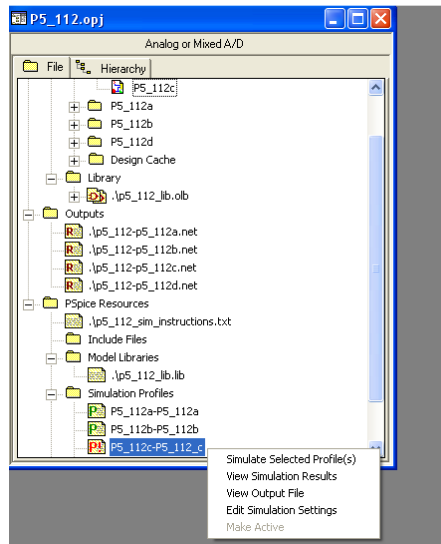 P5_112.opj
Analog or Mixed A/D
File Hierarchy
P5_112c
P5_112a
P5_112b
P5_112d
Design Cache
Library
.\p5_112_lib.olb
Outputs
.\p5_112-p5_112a.net
.\p5_112-p5_112b.net
.\p5_112-p5_112c.net
.\p5_112-p5_112d.net
PSpice Resources
.\p5_112_sim_instructions.txt
Include Files
Model Libraries
.\p5_112_lib.lib
Simulation Profiles
P5_112a-P5_112a
P5_112b-P5_112b
P5_112c-P5_112_c
Simulate Selected Profile(s)
View Simulation Results
View Output File
Edit Simulation Settings
Make Active